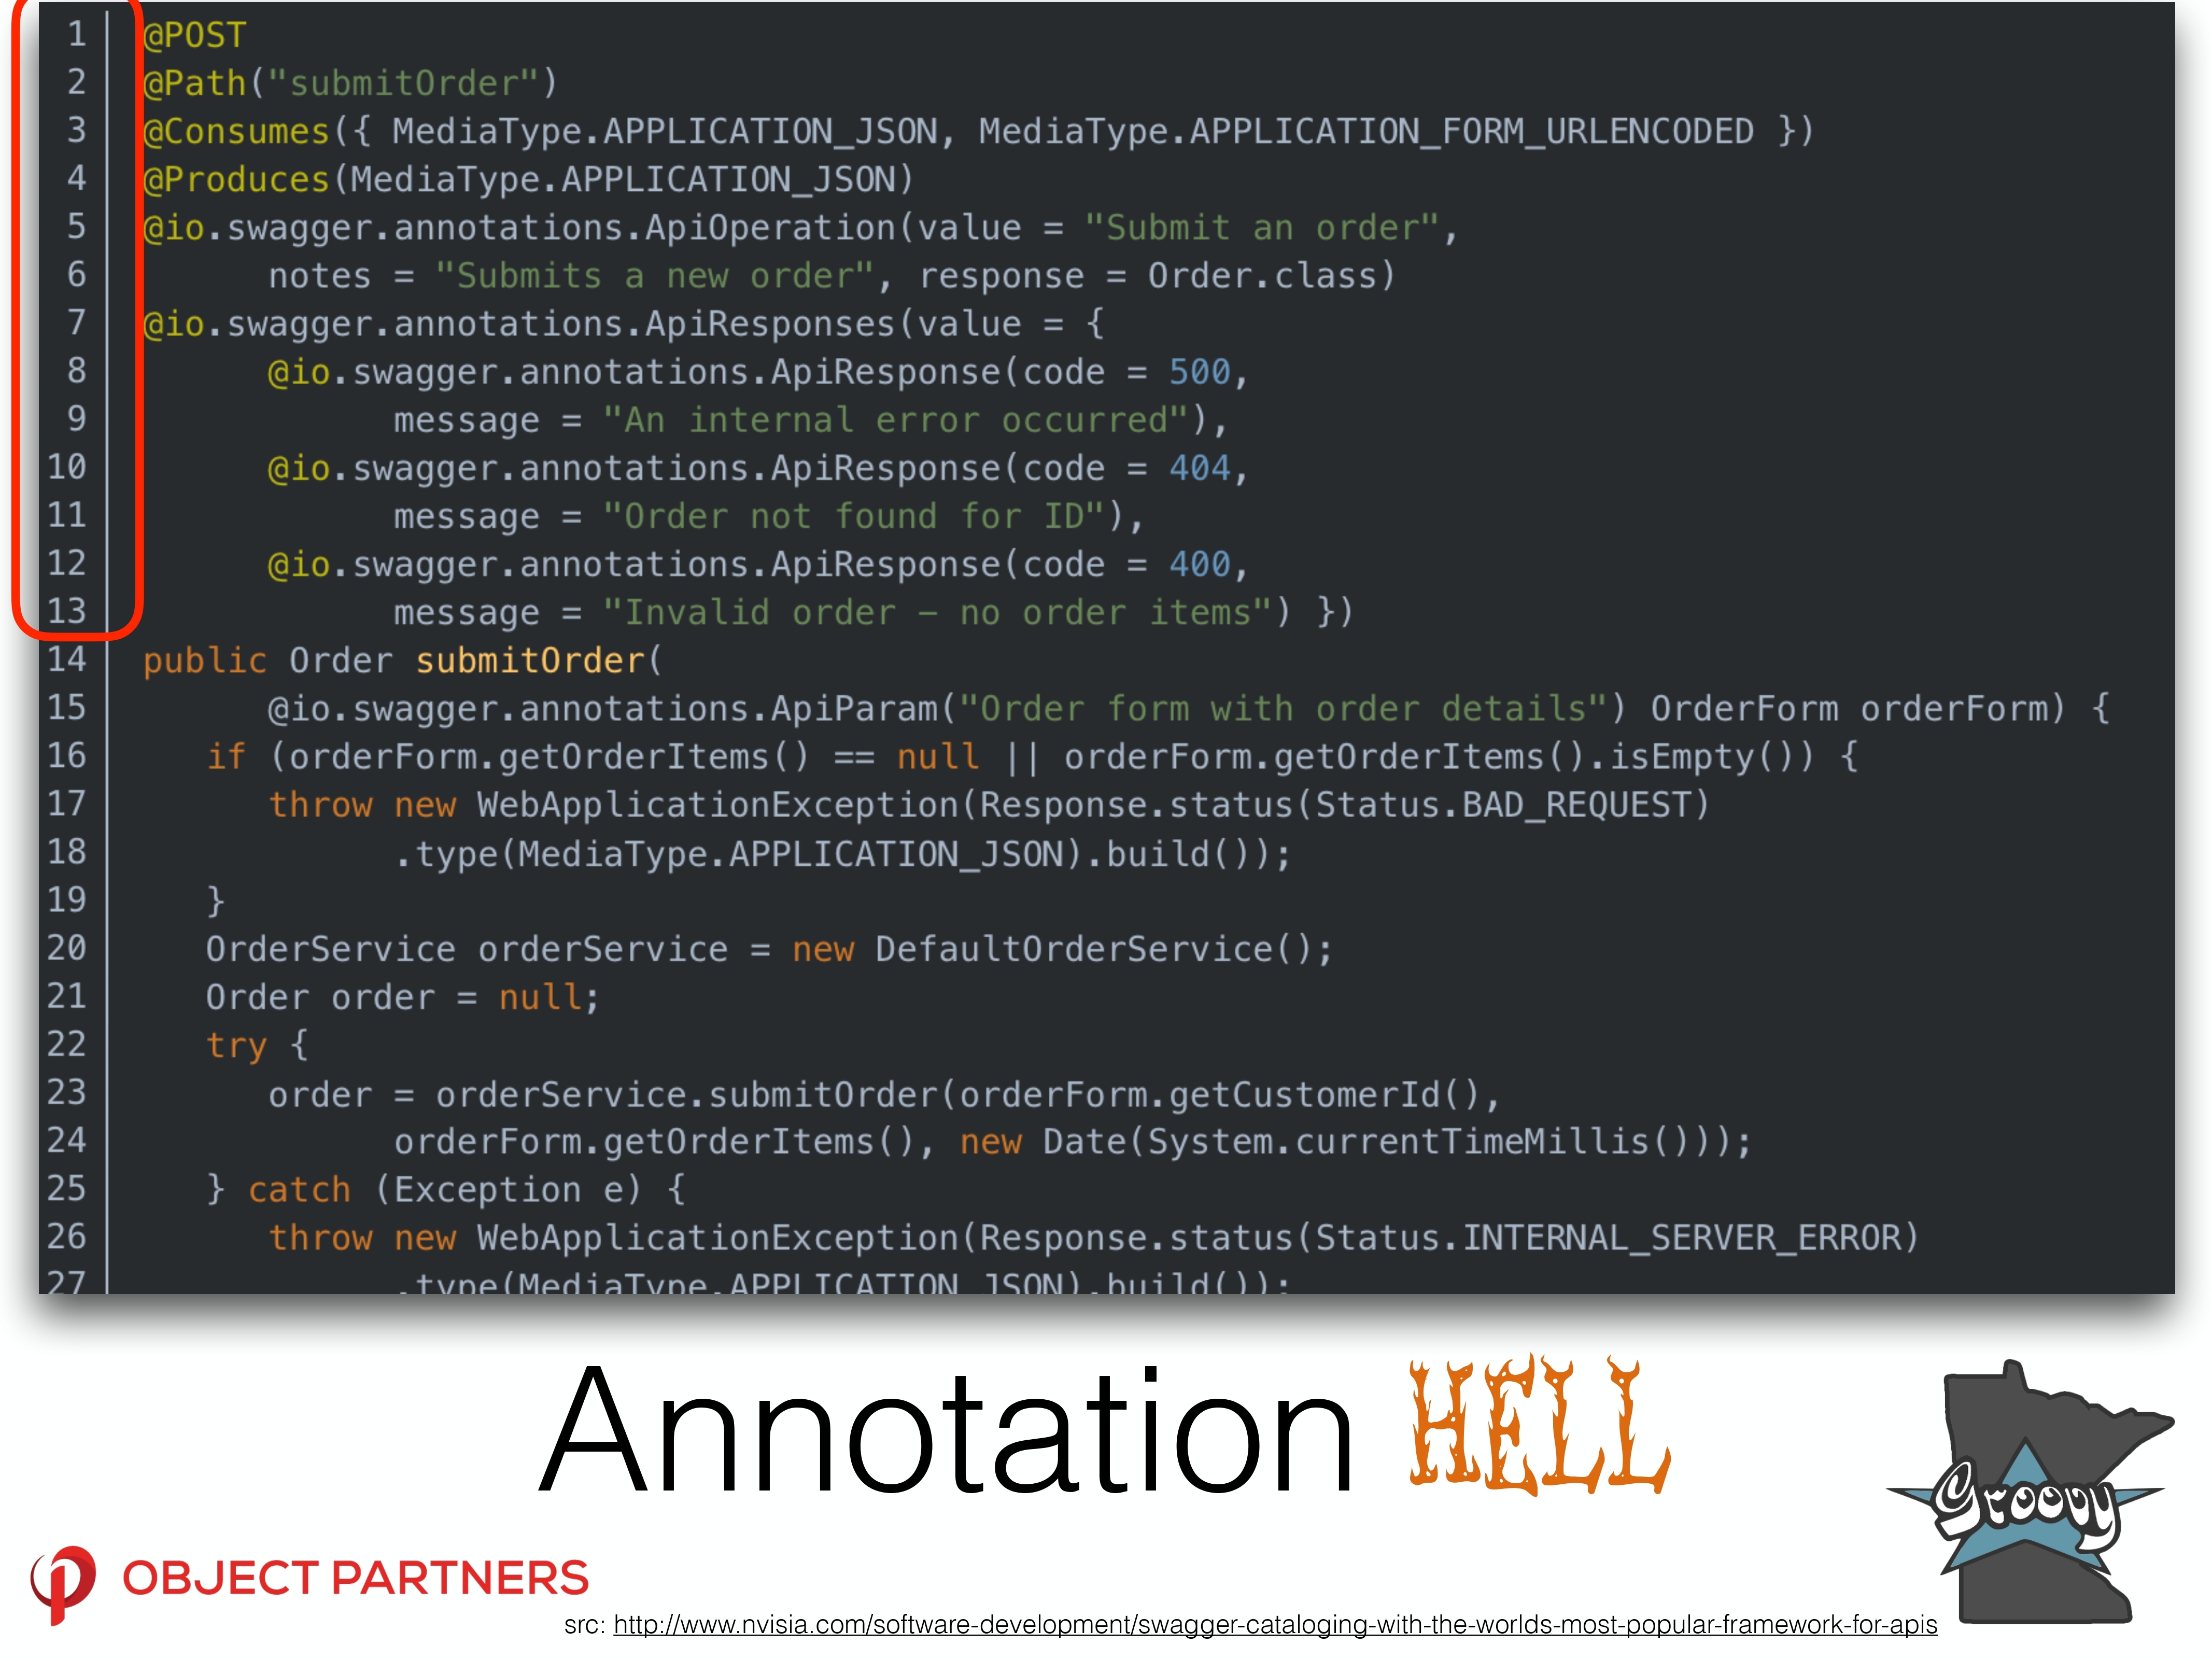 1 @POST
2 @Path("submitOrder")
3 @Consumes({ MediaType.APPLICATION_JSON, MediaType.APPLICATION_FORM_URLENCODED })
4 @Produces(MediaType.APPLICATION_JSON)
5 @io.swagger.annotations.ApiOperation(value = "Submit an order",
6 notes = "Submits a new order", response = Order.class)
7 @io.swagger.annotations.ApiResponses(value = {
8 @io.swagger.annotations.ApiResponse(code = 500,
9 message = "An internal error occurred"),
10 @io.swagger.annotations.ApiResponse(code = 404,
11 message = "Order not found for ID"),
12 @io.swagger.annotations.ApiResponse(code = 400,
13 message = "Invalid order – no order items") })
14 public Order submitOrder(
15 @io.swagger.annotations.ApiParam("Order form with order details") OrderForm orderForm) {
16 if (orderForm.getOrderItems() == null || orderForm.getOrderItems().isEmpty()) {
17 throw new WebApplicationException(Response.status(Status.BAD_REQUEST)
18 .type(MediaType.APPLICATION_JSON).build());
19 }
20 OrderService orderService = new DefaultOrderService();
21 Order order = null;
22 try {
23 order = orderService.submitOrder(orderForm.getCustomerId(),
24 orderForm.getOrderItems(), new Date(System.currentTimeMillis()));
25 } catch (Exception e) {
26 throw new WebApplicationException(Response.status(Status.INTERNAL_SERVER_ERROR)
27 .type(MediaType.APPLICATION_JSON).build());
Annotation HELL
Groovy
OBJECT PARTNERS
src: http://www.nvisia.com/software-development/swagger-cataloging-with-the-worlds-most-popular-framework-for-apis